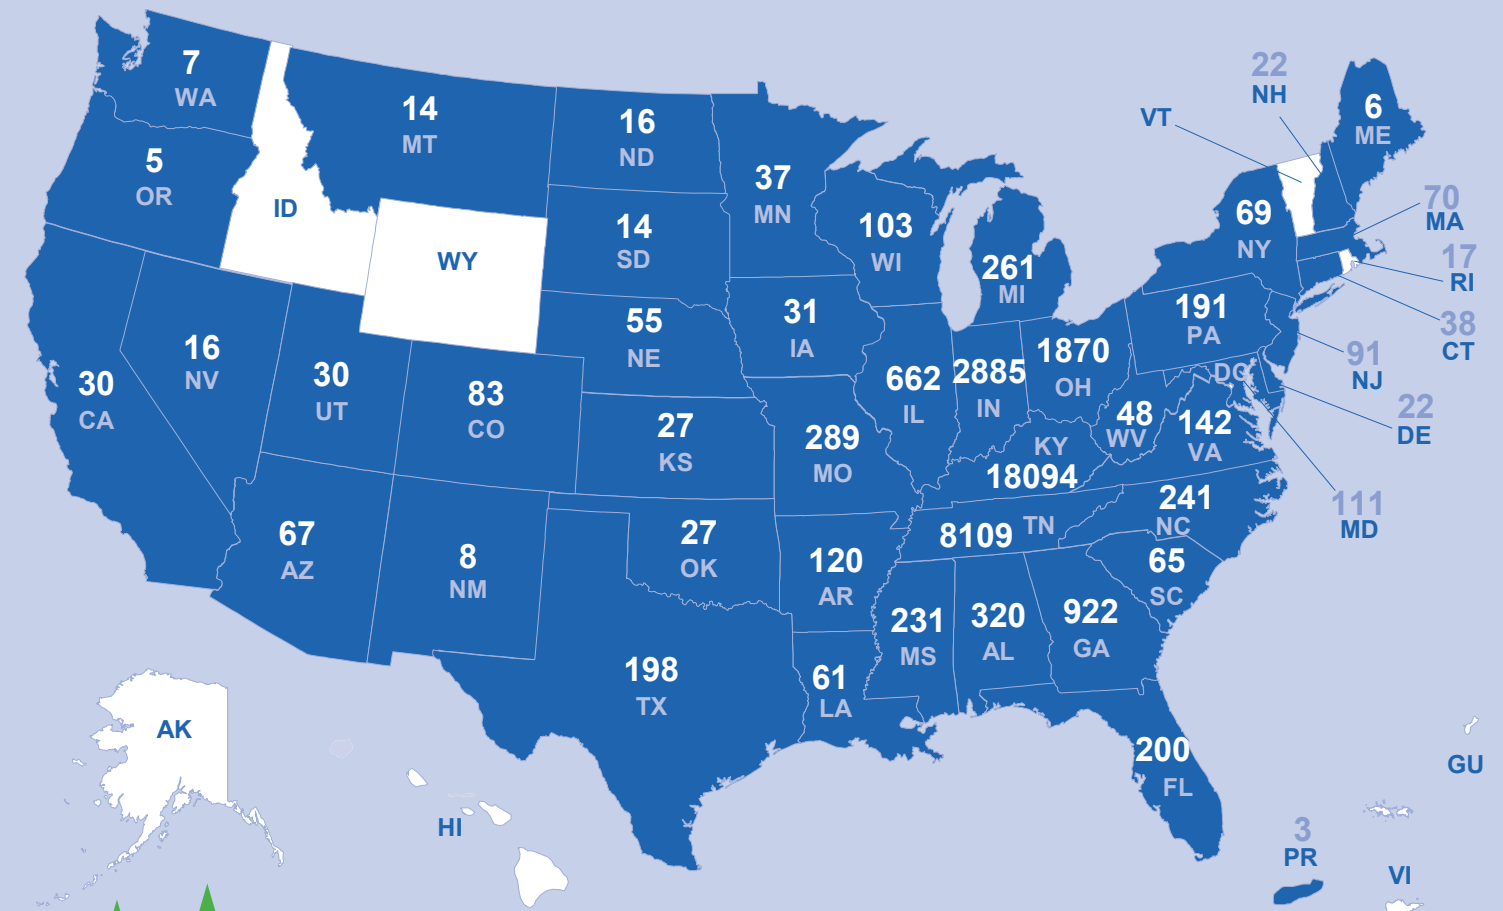 7
WA
5
OR
ID
14
MT
16
ND
37
MN
103
WI
261
MI
22
NH
VT
6
ME
69
NY
70
MA
17
RI
38
CT
91
NJ
22
DE
111
MD
WY
14
SD
55
NE
31
IA
191
PA
30
CA
16
NV
30
UT
83
CO
27
KS
289
MO
662
IL
2885
IN
1870
OH
DC
48
WV
142
VA
KY
18094
67
AZ
8
NM
27
OK
120
AR
8109
TN
241
NC
65
SC
198
TX
61
LA
231
MS
320
AL
922
GA
200
FL
AK
HI
GU
3
PR
VI